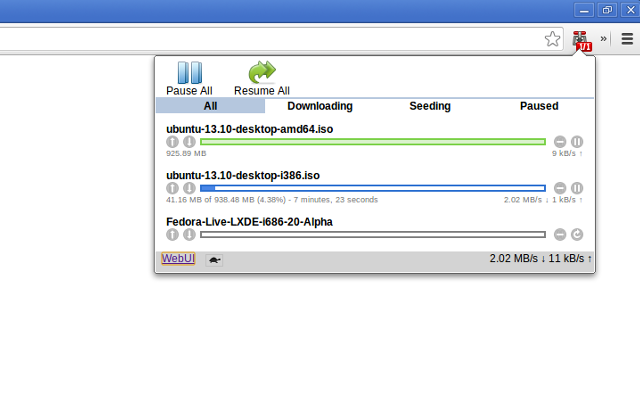 1/1
»
Pause All
Resume All
All
Downloading
Seeding
Paused
ubuntu-13.10-desktop-amd64.iso
925.89 MB
9 kB/s ↑
ubuntu-13.10-desktop-i386.iso
41.16 MB of 938.48 MB (4.38%) - 7 minutes, 23 seconds
2.02 MB/s ↓ 1 kB/s ↑
Fedora-Live-LXDE-i686-20-Alpha
WebUI
2.02 MB/s ↓ 11 kB/s ↑